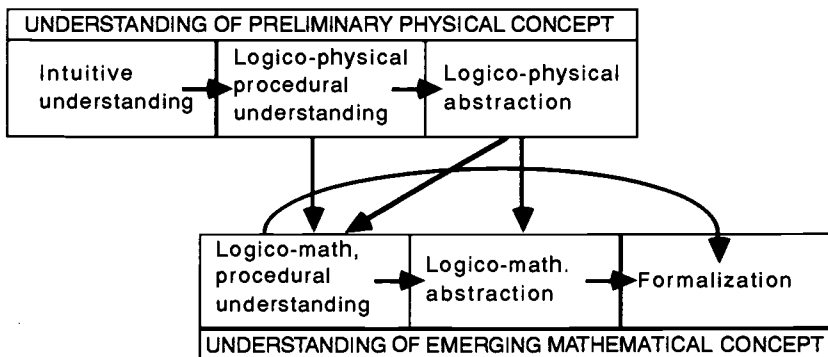 UNDERSTANDING OF PRELIMINARY PHYSICAL CONCEPT
Intuitive
understanding
Logico-physical
procedural
understanding
Logico-physical
abstraction
Logico-math,
procedural
understanding
Logico-math.
abstraction
Formalization
UNDERSTANDING OF EMERGING MATHEMATICAL CONCEPT